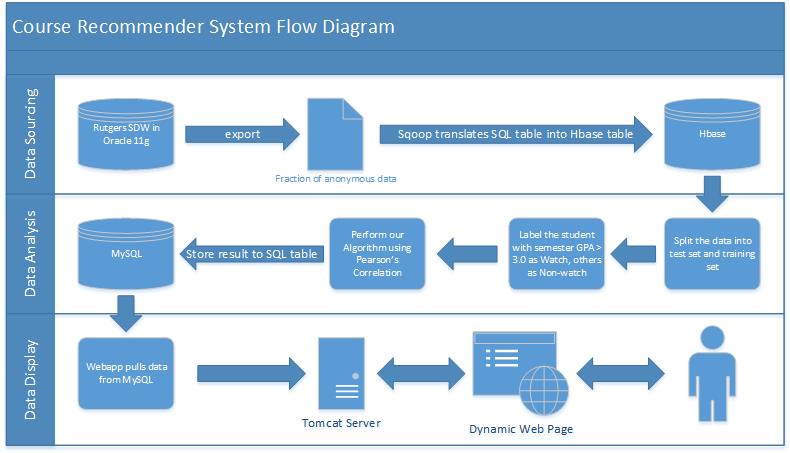 Course Recommender System Flow Diagram
Data Sourcing
Rutgers SDW in
Oracle 11g
export
Fraction of anonymous data
Sqoop translates SQL table into Hbase table
Hbase
Data Analysis
MySQL
Store result to SQL table
Perform our
Algorithm using
Pearson's
Correlation
Label the student
with semester GPA >
3.0 as Watch, others
as Non-watch
Split the data into
test set and training
set
Data Display
Webapp pulls data
from MySQL
Tomcat Server
Dynamic Web Page